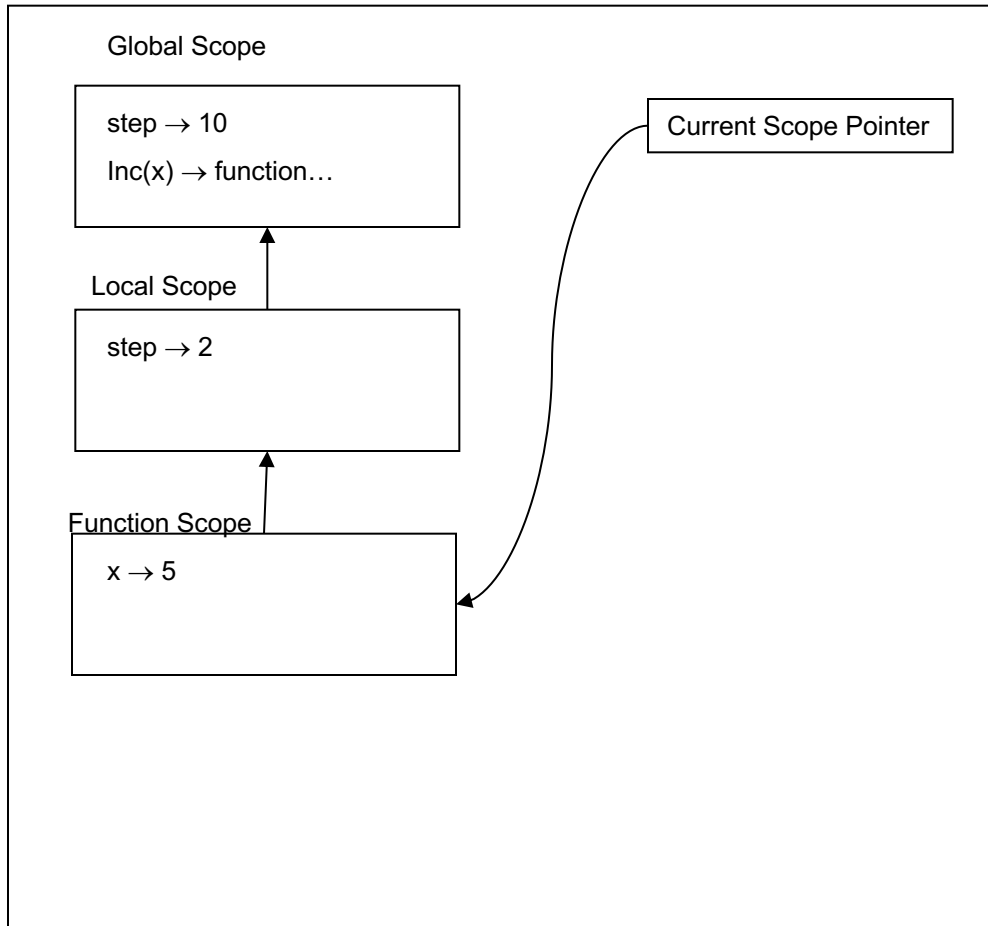 Global Scope
step → 10
Inc(x) → function…
Current Scope Pointer
Local Scope
step → 2
Function Scope
x → 5